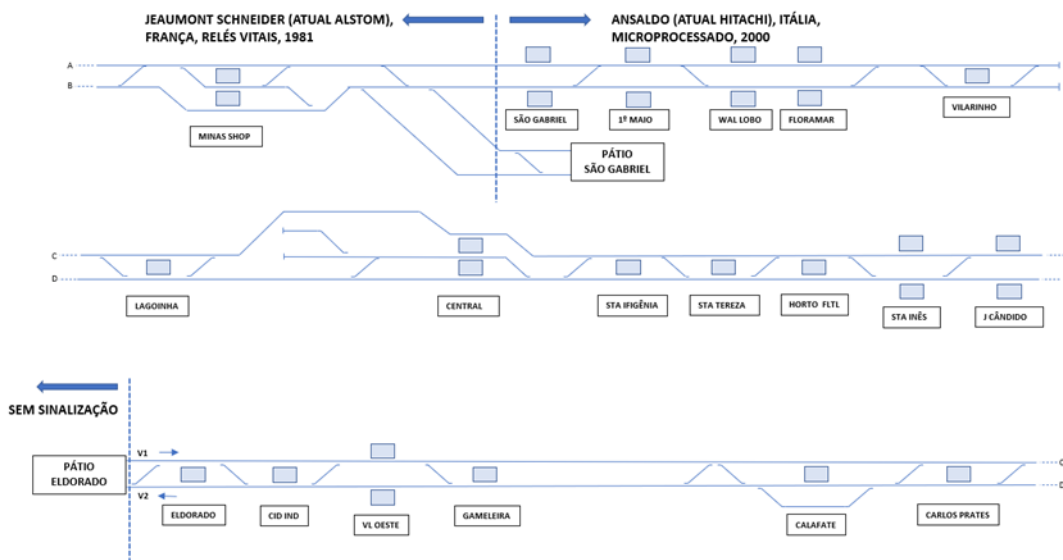 JEAUMONT SCHNEIDER (ATUAL ALSTOM),
FRANÇA, RELÉS VITAIS, 1981
ANSALDO (ATUAL HITACHI), ITÁLIA,
MICROPROCESSADO, 2000
A
B
MINAS SHOP
SÃO GABRIEL
1º MAIO
WAL LOBO
FLORAMAR
VILARINHO
PÁTIO
SÃO GABRIEL
C
D
LAGOINHA
CENTRAL
STA IFIGÊNIA
STA TEREZA
HORTO FLTL
STA INÊS
J CÂNDIDO
SEM SINALIZAÇÃO
PÁTIO
ELDORADO
V1
V2
ELDORADO
CID IND
VL OESTE
GAMELEIRA
CALAFATE
CARLOS PRATES
C
D